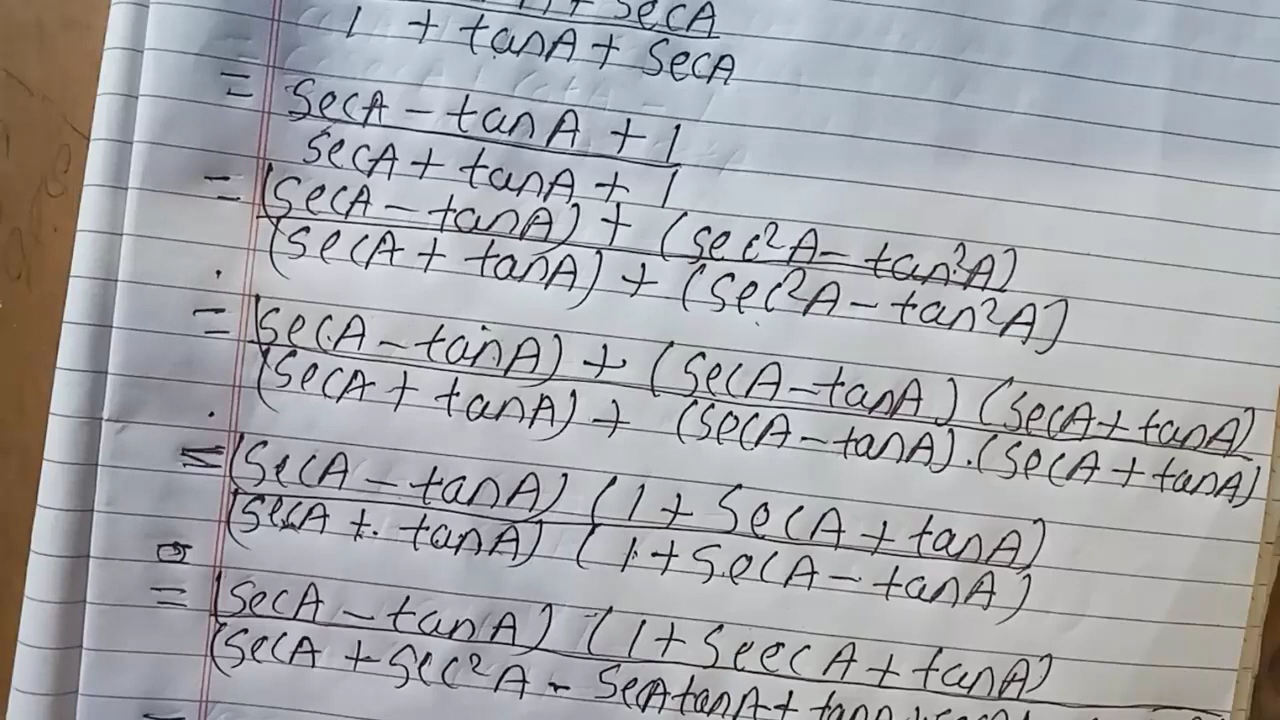 + SecA
1 + tanA + SecA
= SecA - tanA + 1
SecA + tanA + 1
= (SecA - tanA) + (Sec²A - tan²A)
(SecA + tanA) + (Sec²A - tan²A)
= (SecA - tanA) + (SecA - tanA) (SecA + tanA)
(SecA + tanA) + (SecA - tanA).(SecA + tanA)
= (SecA - tanA) (1 + SecA + tanA)
(SecA + tanA) (1 + SecA - tanA)
= (SecA - tanA) (1 + SeecA + tanA)
(SecA + Sec²A - SecAtanA +